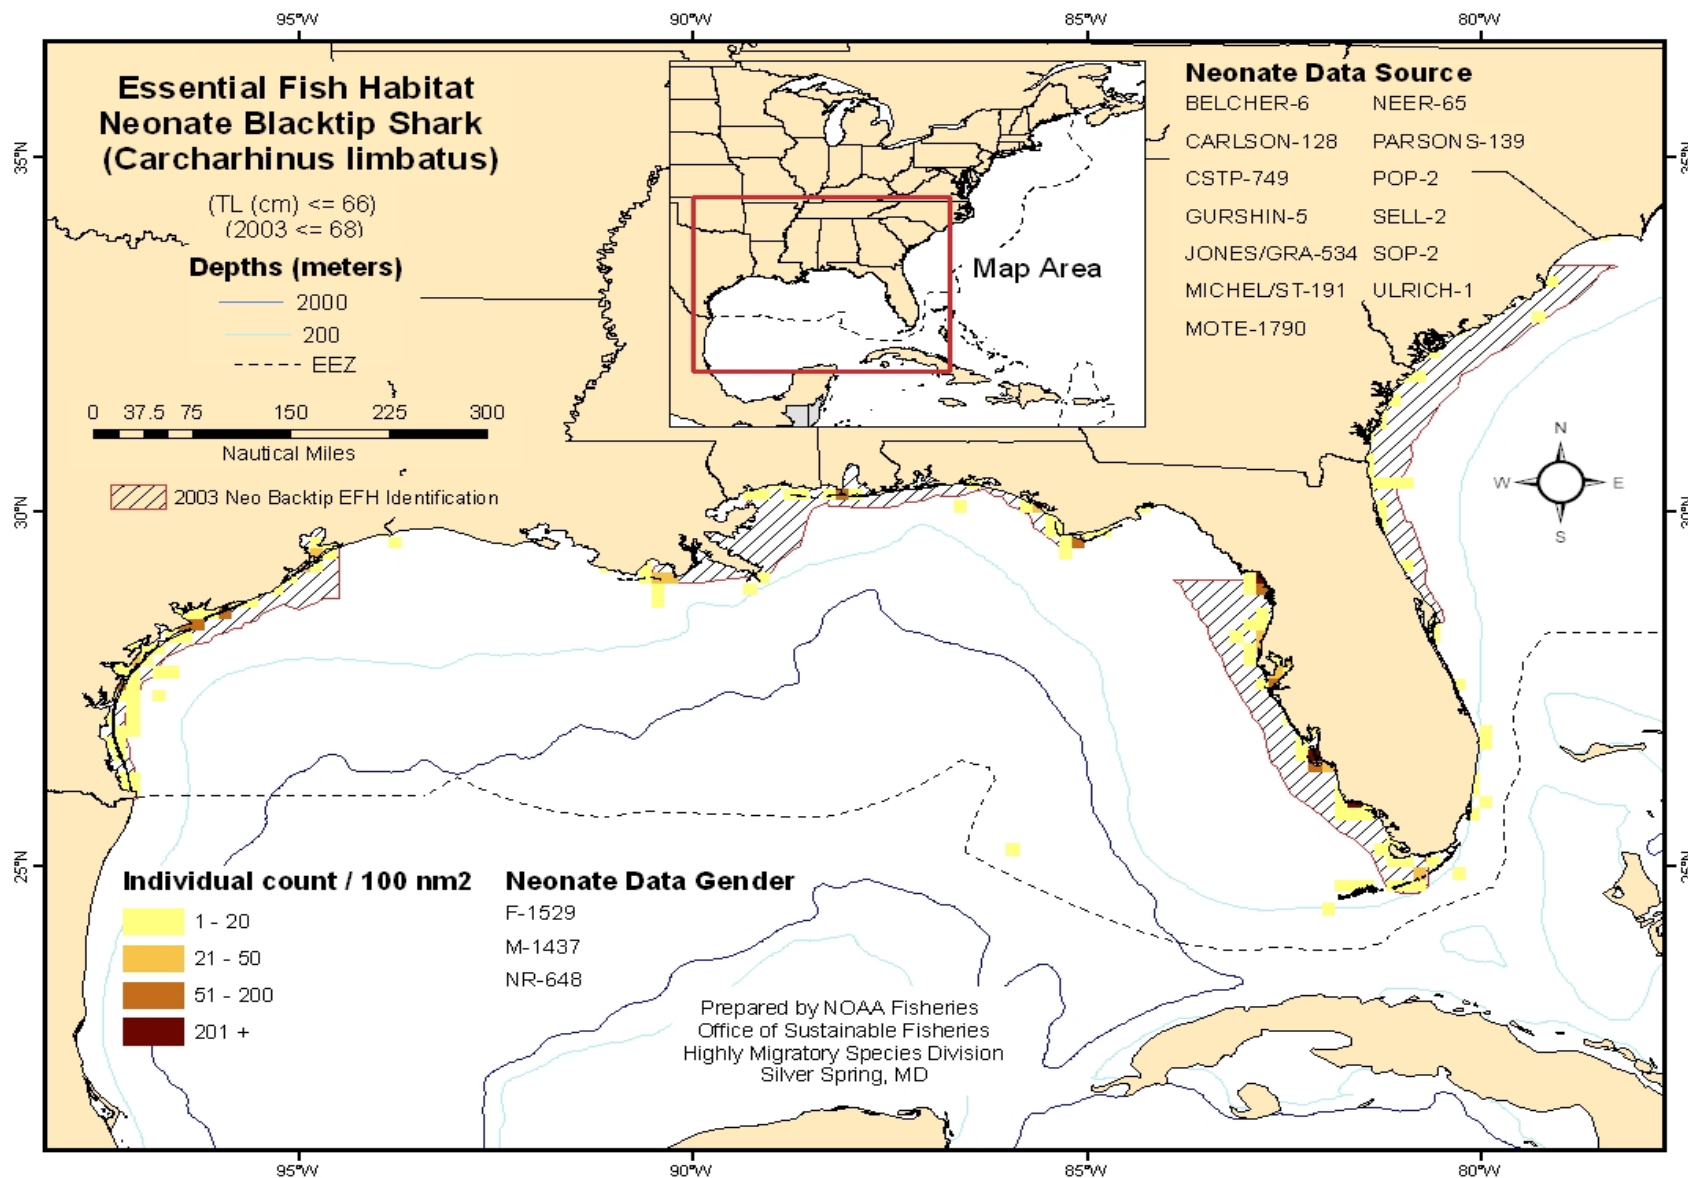 95°W 90°W 85°W 80°W
Essential Fish Habitat
Neonate Blacktip Shark
(Carcharhinus limbatus)
(TL (cm) <= 66)
(2003 <= 68)
Depths (meters)
2000
200
EEZ
0 37.5 75 150 225 300
Nautical Miles
2003 Neo Backtip EFH Identification
Map Area
Neonate Data Source
BELCHER-6 NEER-65
CARLSON-128 PARSONS-139
CSTP-749 POP-2
GURSHIN-5 SELL-2
JONES/GRA-534 SOP-2
MICHEL/ST-191 ULRICH-1
MOTE-1790
N
W E
S
35°N
30°N
25°N
Individual count / 100 nm2
1 - 20
21 - 50
51 - 200
201 +
Neonate Data Gender
F-1529
M-1437
NR-648
Prepared by NOAA Fisheries
Office of Sustainable Fisheries
Highly Migratory Species Division
Silver Spring, MD
95°W 90°W 85°W 80°W